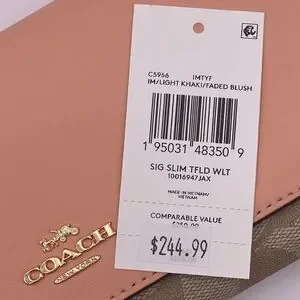 C5966 IMTYF
IM/LIGHT KHAKI/FADED BLUSH
1 95031 48350 9
SIG SLIM TFLD WLT
10016947JAX
MADE IN VIETNAM/
VIETNAM
COMPARABLE VALUE
$244.99
COACH
NEW YORK